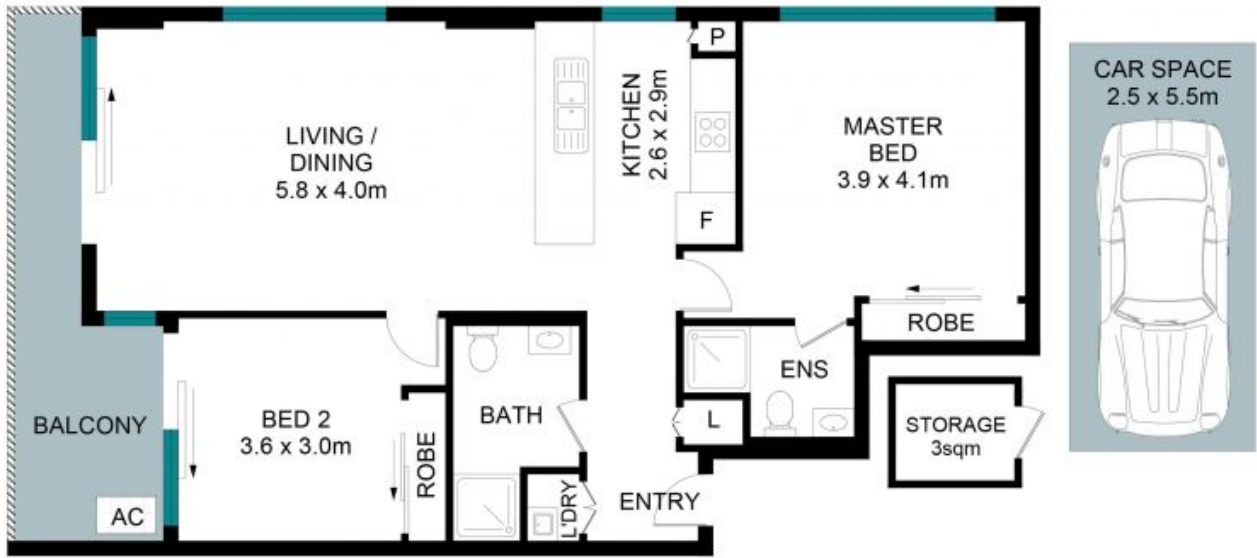 LIVING /
DINING
5.8 x 4.0m
KITCHEN
2.6 x 2.9m
P
F
MASTER
BED
3.9 x 4.1m
ROBE
CAR SPACE
2.5 x 5.5m
BALCONY
AC
BED 2
3.6 x 3.0m
ROBE
BATH
L'DRY
ENTRY
L
ENS
STORAGE
3sqm